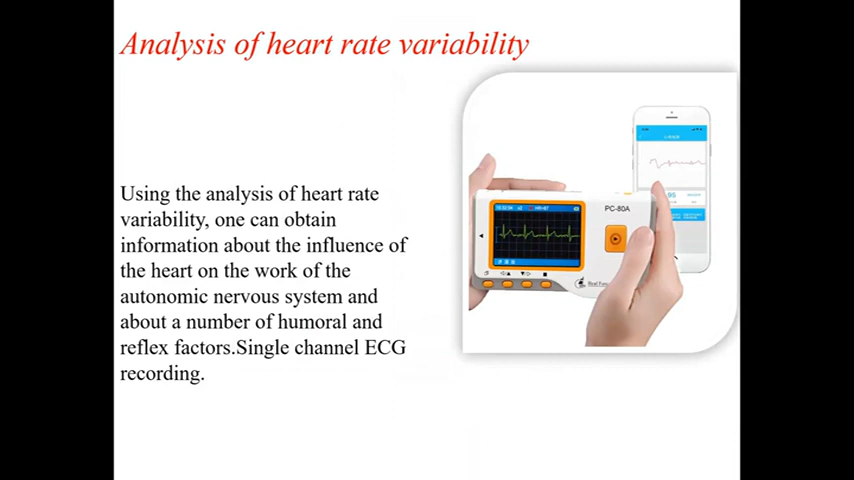 Analysis of heart rate variability
Using the analysis of heart rate
variability, one can obtain
information about the influence of
the heart on the work of the
autonomic nervous system and
about a number of humoral and
reflex factors.Single channel ECG
recording.
PC-80A